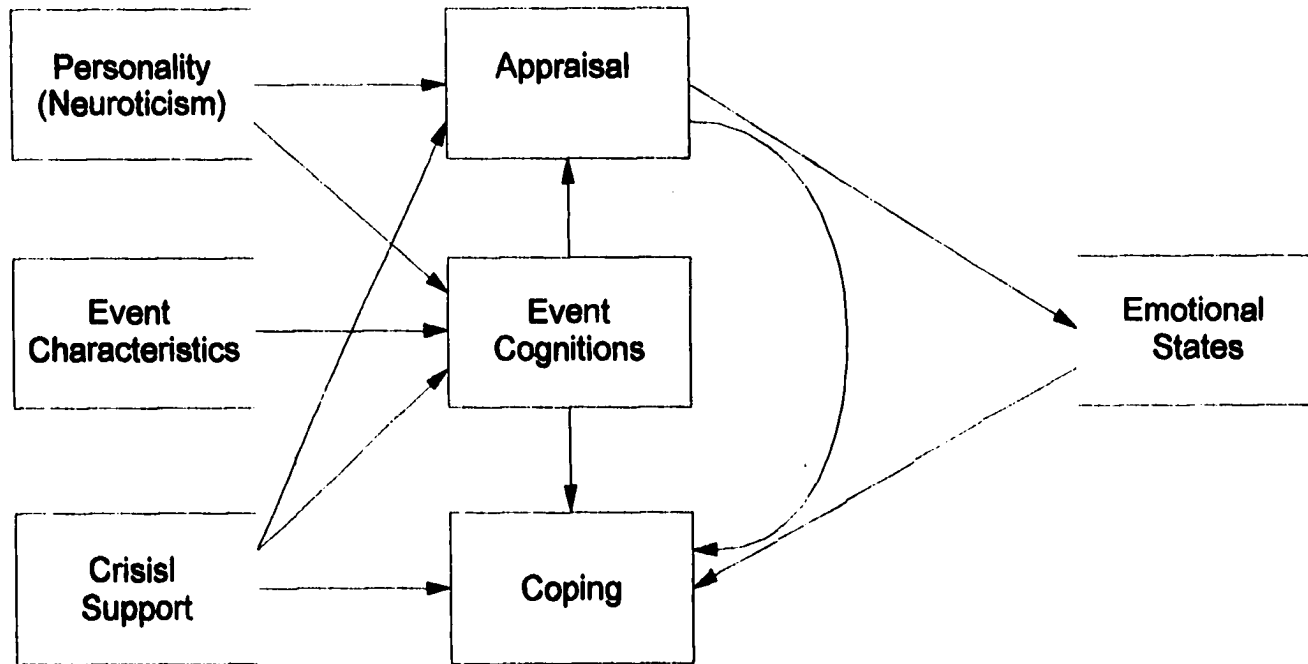 Personality
(Neuroticism)
Appraisal
Event
Characteristics
Event
Cognitions
Emotional
States
Crisisl
Support
Coping